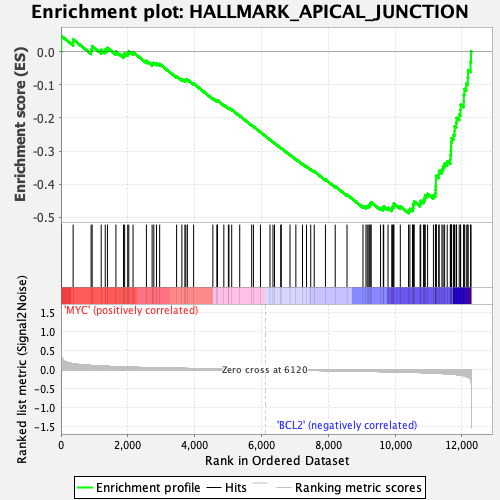 Enrichment plot: HALLMARK_APICAL_JUNCTION
Enrichment score (ES)
0.0
-0.1
-0.2
-0.3
-0.4
-0.5
'MYC' (positively correlated)
Ranked list metric (Signal2Noise)
1.5
1.0
0.5
0.0
-0.5
-1.0
-1.5
Zero cross at 6120
'BCL2' (negatively correlated)
0
2,000
4,000
6,000
8,000
10,000
12,000
Rank in Ordered Dataset
Enrichment profile
Hits
Ranking metric scores